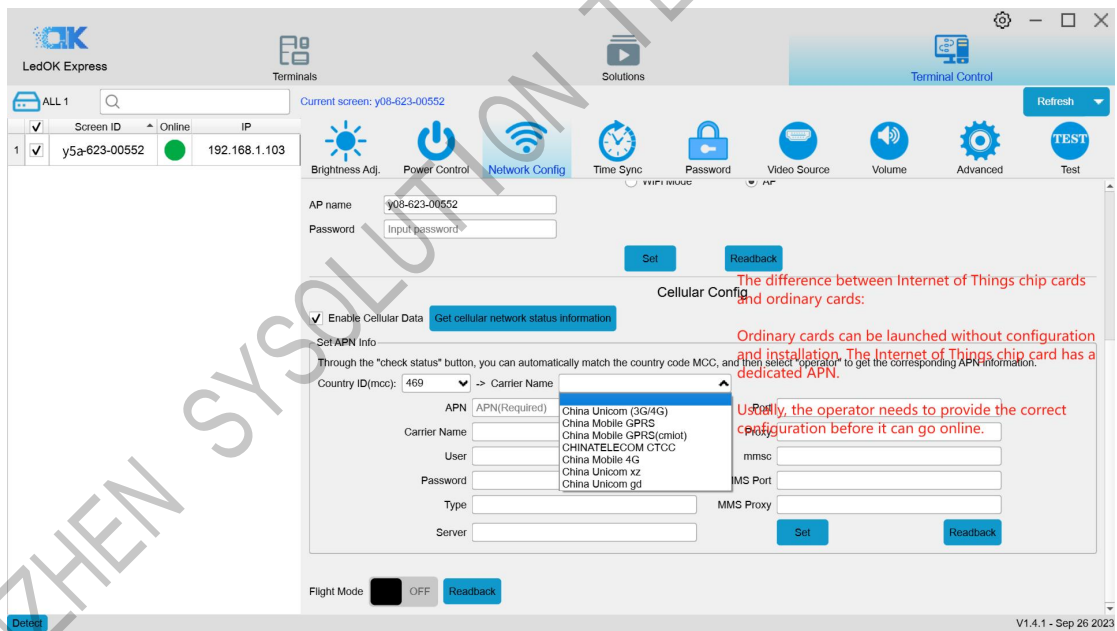 LedOK Express
Terminals
Solutions
Terminal Control
ALL 1
Current screen: y08-623-00552
Refresh
Screen ID Online IP
1 y5a-623-00552 192.168.1.103
Brightness Adj. Power Control Network Config Time Sync Password Video Source Volume Advanced Test
TEST
WIFI Mode AP
AP name y08-623-00552
Password Input password
Set Readback
Cellular Config
The difference between Internet of Things chip cards
and ordinary cards:
Enable Cellular Data Get cellular network status information
Set APN Info
Through the "check status" button, you can automatically match the country code MCC, and then select "operator" to get the corresponding APN information.
Ordinary cards can be launched without configuration
and installation. The Internet of Things chip card has a
dedicated APN.
Usually, the operator needs to provide the correct
configuration before it can go online.
Country ID(mcc): 469 -> Carrier Name
China Unicom (3G/4G)
China Mobile GPRS
China Mobile GPRS(cmiot)
CHINATELECOM CTCC
China Mobile 4G
China Unicom xz
China Unicom gd
APN APN(Required) Port
Carrier Name Proxy
User mmsc
Password MMS Port
Type MMS Proxy
Server Set Readback
Flight Mode OFF Readback
Detect
V1.4.1 - Sep 26 2023
SYSOLUTION